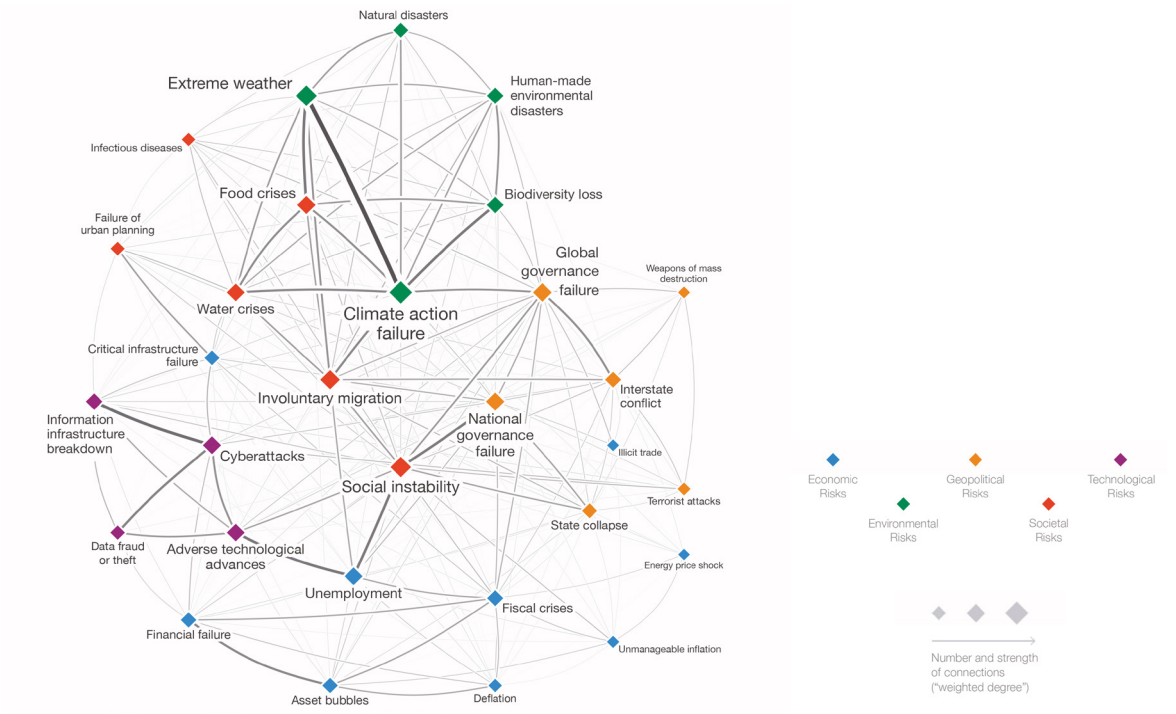 Natural disasters
Extreme weather
Human-made
environmental
disasters
Infectious diseases
Food crises
Biodiversity loss
Failure of
urban planning
Global
governance
failure
Weapons of mass
destruction
Water crises
Climate action
failure
Critical infrastructure
failure
Involuntary migration
Interstate
conflict
Information
infrastructure
breakdown
National
governance
failure
Cyberattacks
Illicit trade
Social instability
Terrorist attacks
State collapse
Data fraud
or theft
Adverse technological
advances
Energy price shock
Unemployment
Fiscal crises
Financial failure
Unmanageable inflation
Asset bubbles
Deflation
Economic
Risks
Geopolitical
Risks
Technological
Risks
Environmental
Risks
Societal
Risks
Number and strength
of connections
("weighted degree")